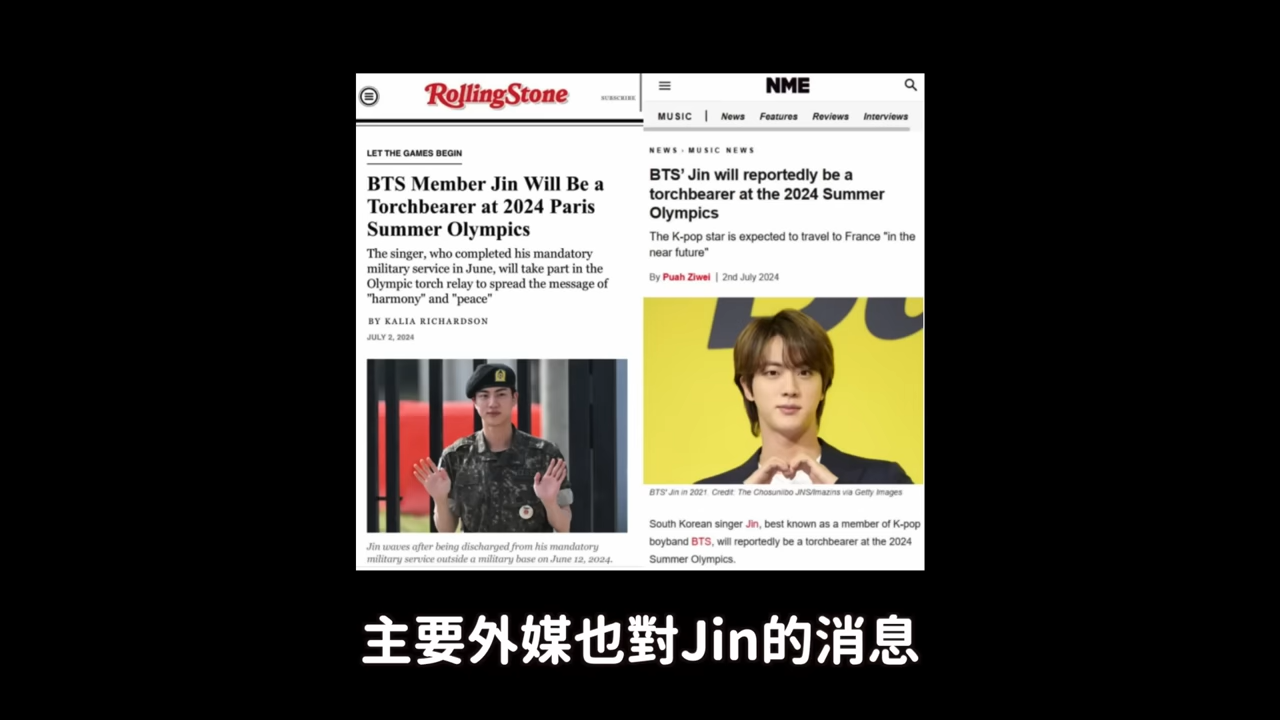 RollingStone
SUBSCRIBE
LET THE GAMES BEGIN
BTS Member Jin Will Be a
Torchbearer at 2024 Paris
Summer Olympics
The singer, who completed his mandatory
military service in June, will take part in the
Olympic torch relay to spread the message of
"harmony" and "peace"
BY KALIA RICHARDSON
JULY 2, 2024
Jin waves after being discharged from his mandatory
military service outside a military base on June 12, 2024.
NME
MUSIC | News Features Reviews Interviews
NEWS - MUSIC NEWS
BTS’ Jin will reportedly be a
torchbearer at the 2024 Summer
Olympics
The K-pop star is expected to travel to France "in the
near future"
By Puah Ziwei | 2nd July 2024
BTS' Jin in 2021. Credit: The Chosunilbo JNS/Imazins via Getty Images
South Korean singer Jin, best known as a member of K-pop
boyband BTS, will reportedly be a torchbearer at the 2024
Summer Olympics.
主要外媒也對Jin的消息